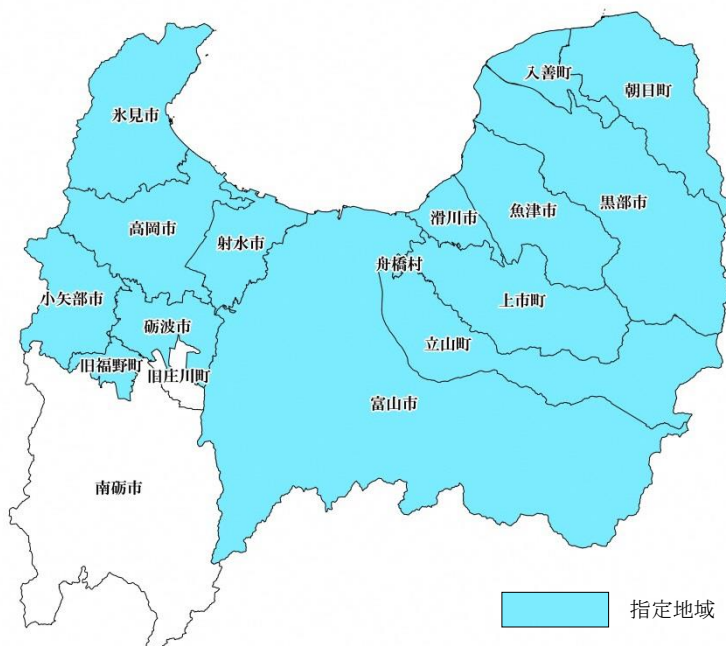 入善町
朝日町
氷見市
黒部市
滑川市
魚津市
高岡市
射水市
舟橋村
小矢部市
上市町
砺波市
立山町
旧福野町
旧庄川町
富山市
南砺市
指定地域